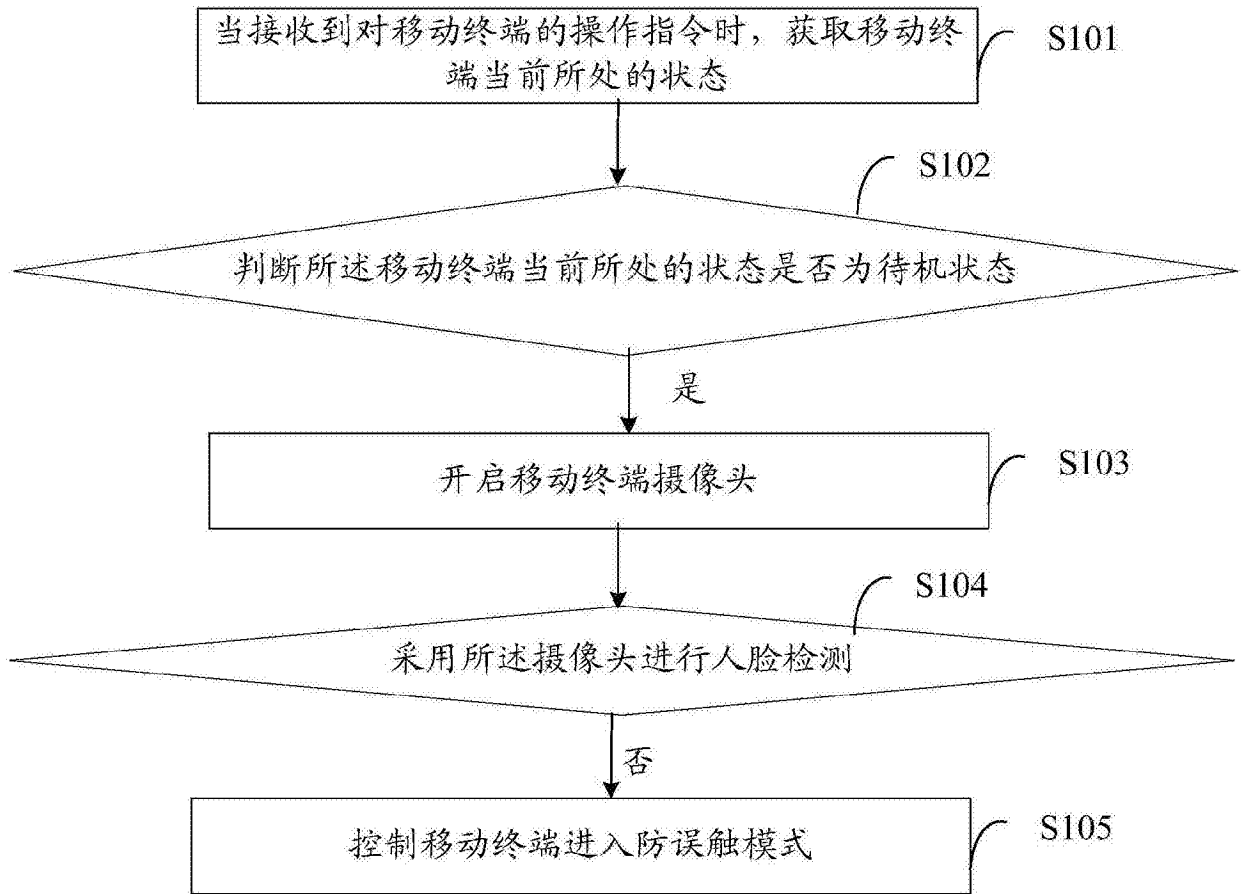 当接收到对移动终端的操作指令时，获取移动终
端当前所处的状态
S101
S102
判断所述移动终端当前所处的状态是否为待机状态
是
开启移动终端摄像头
S103
S104
采用所述摄像头进行人脸检测
否
控制移动终端进入防误触模式
S105